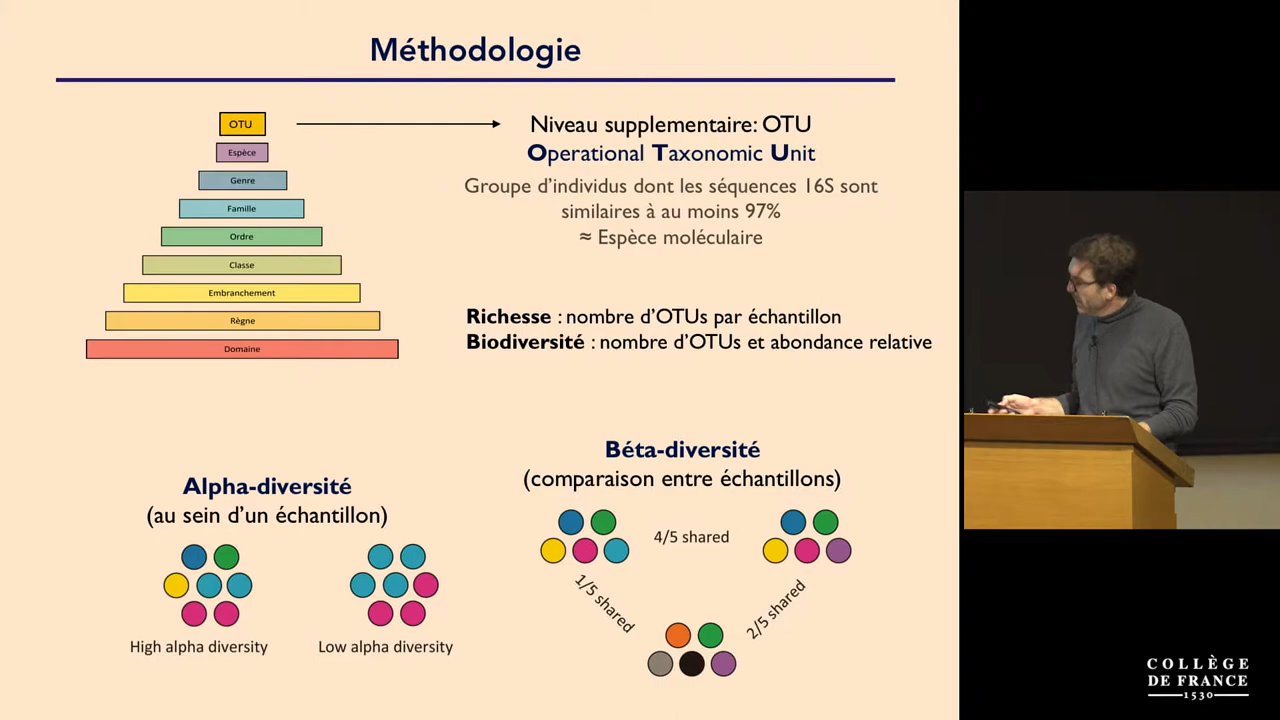 Méthodologie
OTU
Espèce
Genre
Famille
Ordre
Classe
Embranchement
Règne
Domaine
Niveau supplementaire: OTU
Operational Taxonomic Unit
Groupe d’individus dont les séquences 16S sont
similaires à au moins 97%
≈ Espèce moléculaire
Richesse : nombre d’OTUs par échantillon
Biodiversité : nombre d’OTUs et abondance relative
Alpha-diversité
(au sein d’un échantillon)
High alpha diversity
Low alpha diversity
Béta-diversité
(comparaison entre échantillons)
4/5 shared
1/5 shared
2/5 shared
COLLÈGE
DE FRANCE
1530